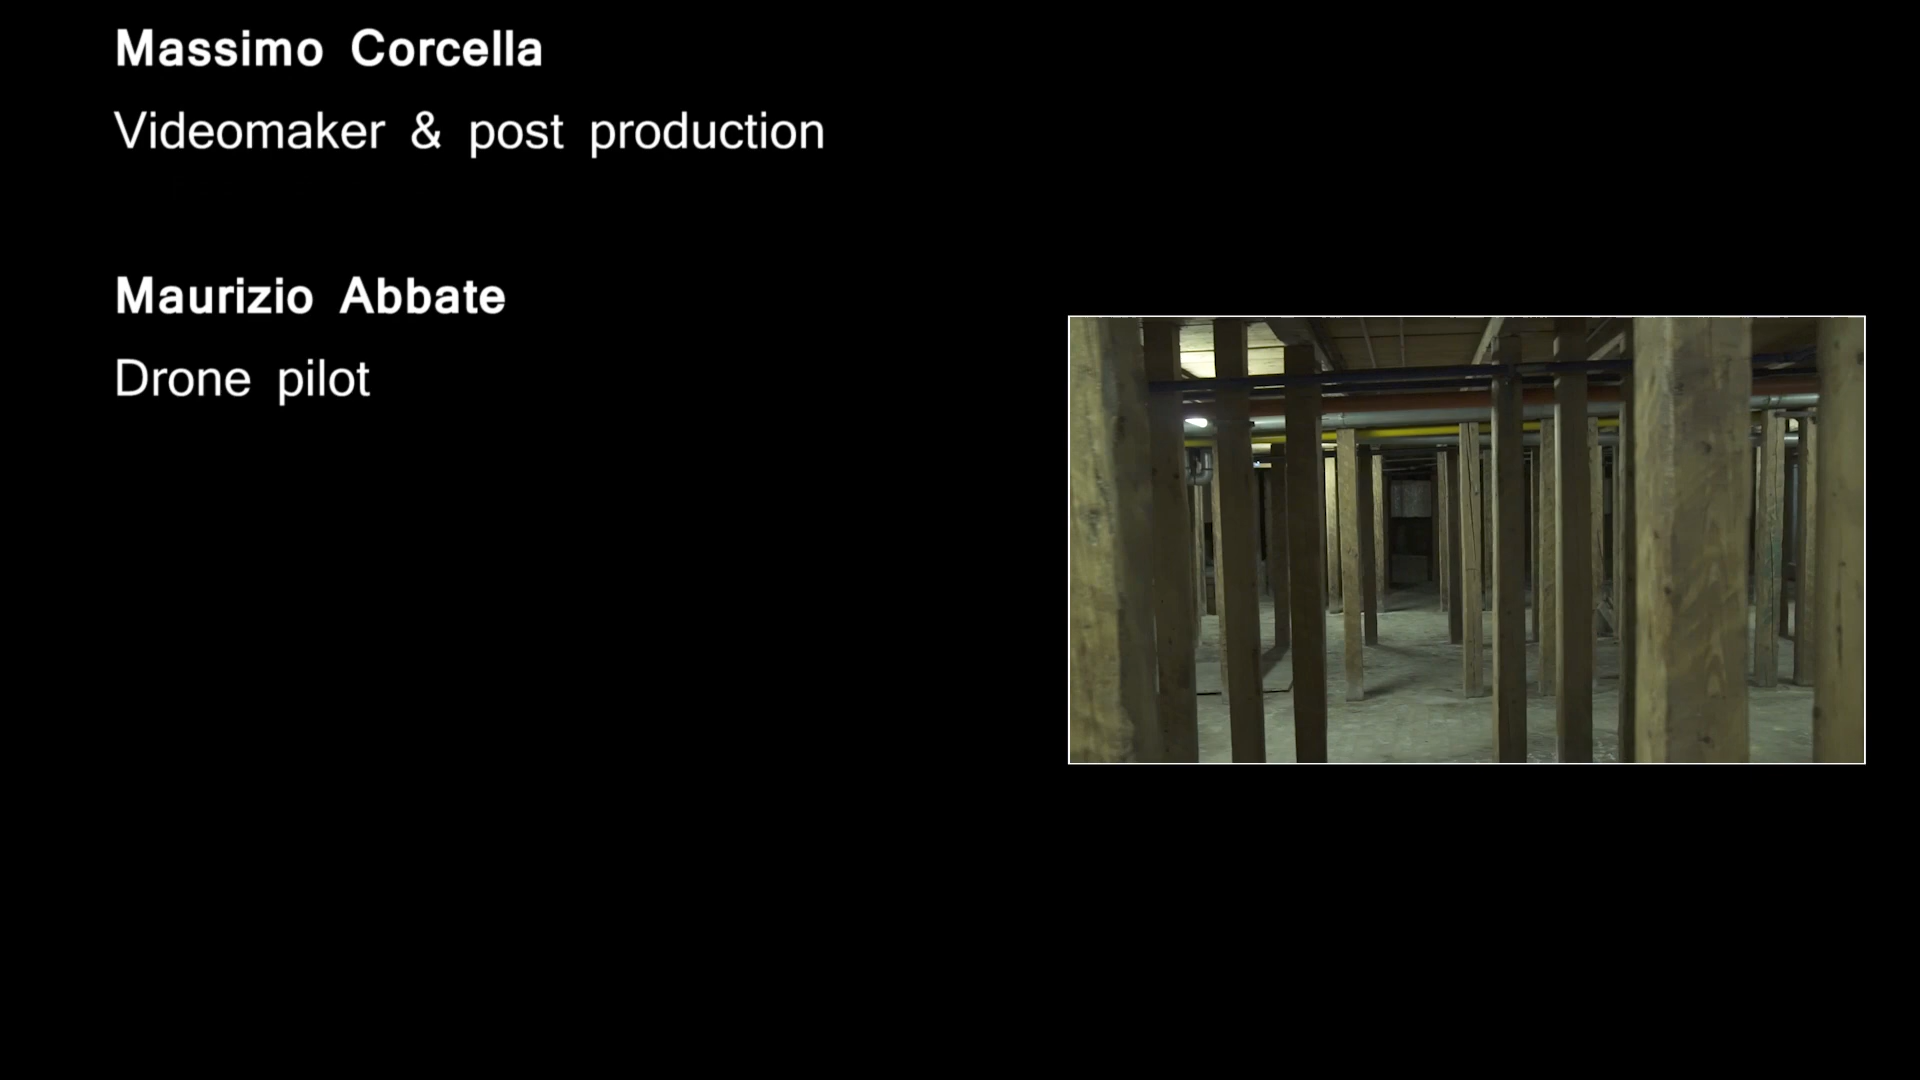 Massimo Corcella
Videomaker & post production
Maurizio Abbate
Drone pilot